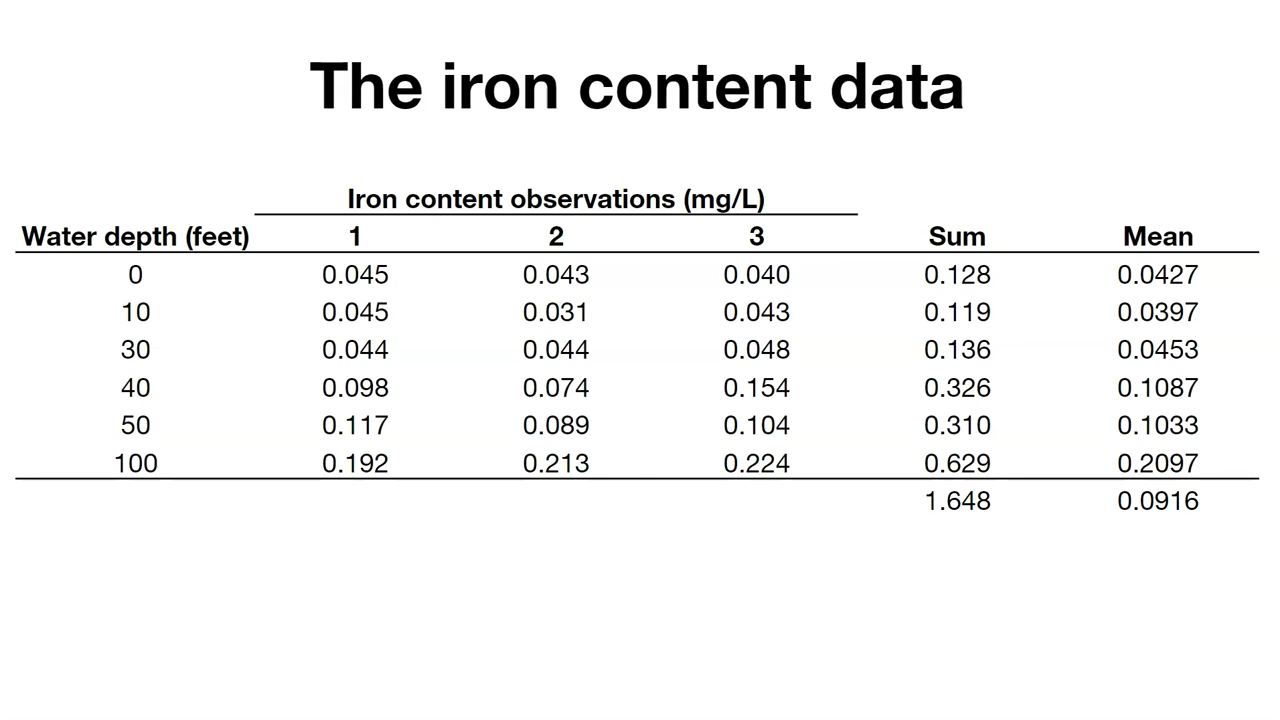 The iron content data
Iron content observations (mg/L)
Water depth (feet) 1 2 3 Sum Mean
0 0.045 0.043 0.040 0.128 0.0427
10 0.045 0.031 0.043 0.119 0.0397
30 0.044 0.044 0.048 0.136 0.0453
40 0.098 0.074 0.154 0.326 0.1087
50 0.117 0.089 0.104 0.310 0.1033
100 0.192 0.213 0.224 0.629 0.2097
1.648 0.0916